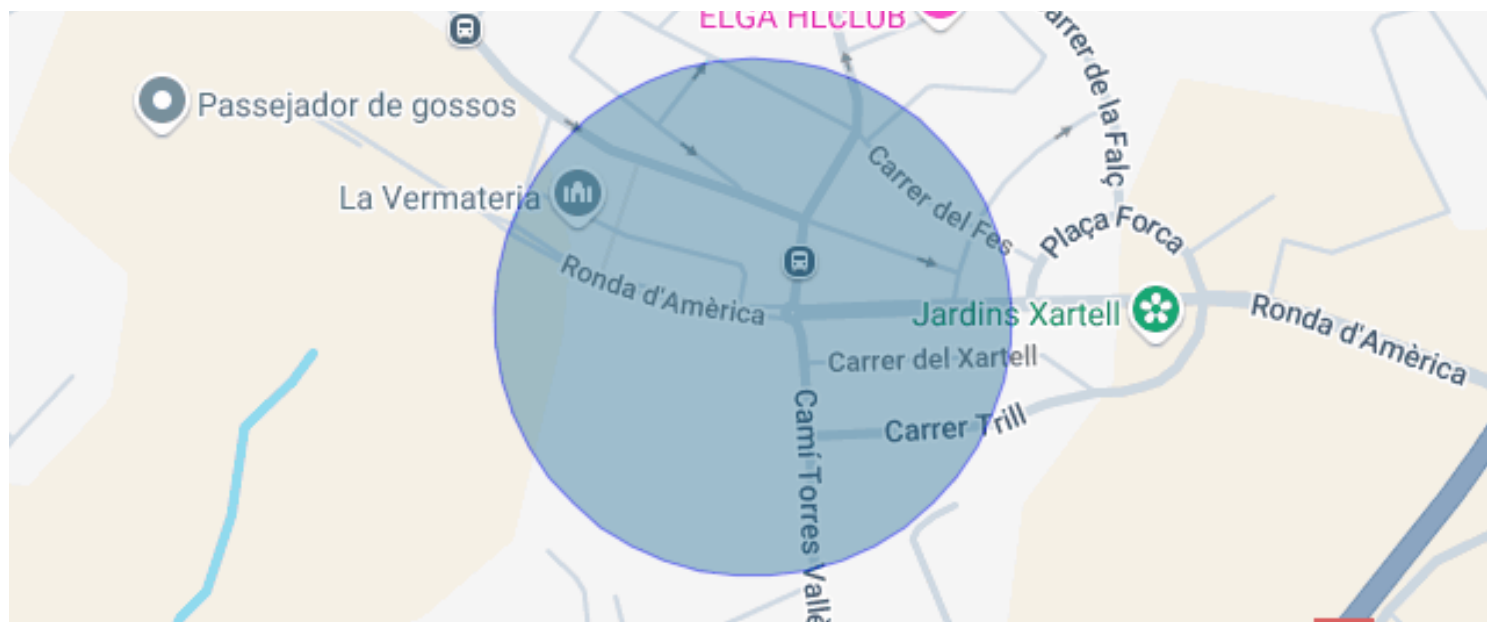 ELGA HLCLUB
Carrer de la Falç
Passejador de gossos
La Vermateria
Carrer del Fes
Plaça Forca
Ronda d'Amèrica
Jardins Xartell
Ronda d'Amèrica
Carrer del Xartell
Carrer Trill
Camí Torres Vallè